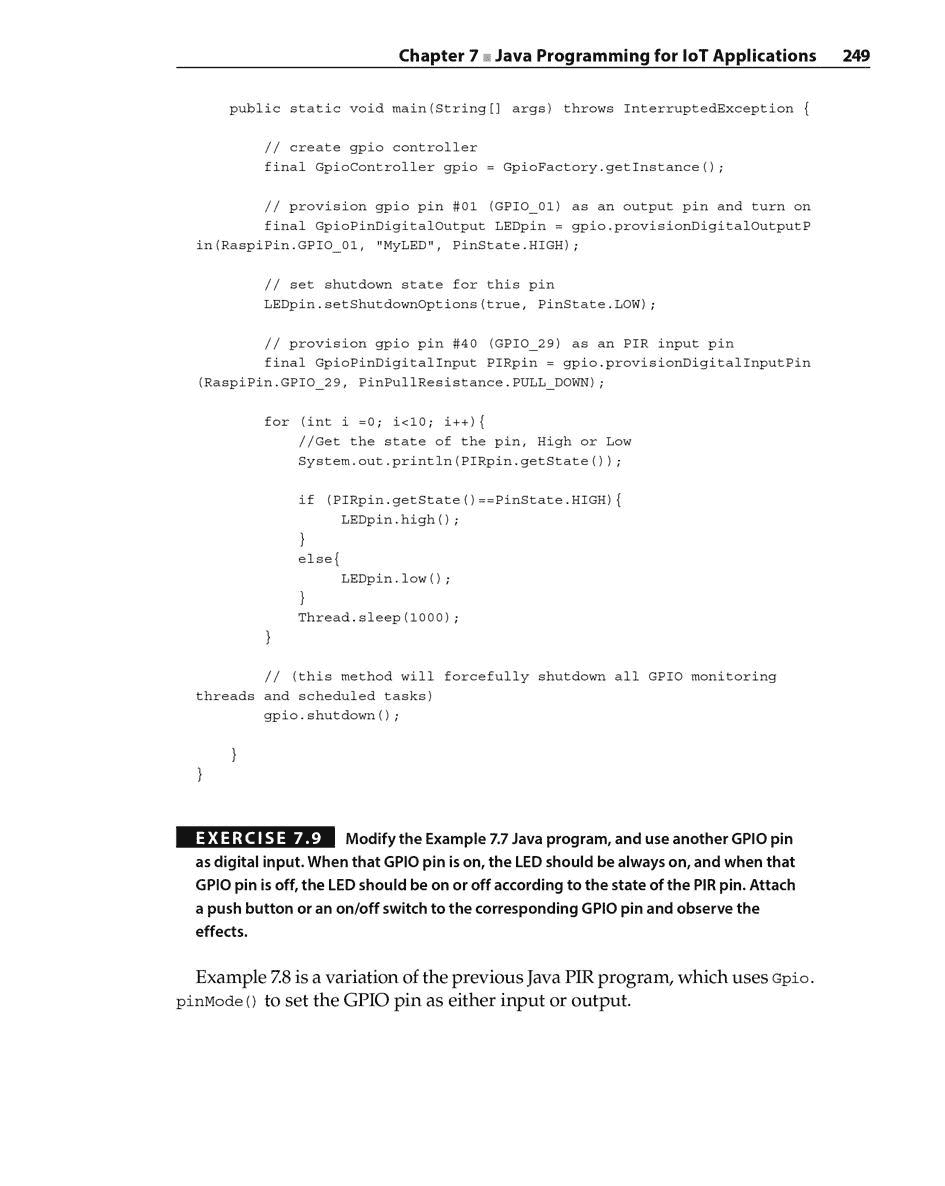 Chapter 7 ■ Java Programming for IoT Applications 249
public static void main(String[] args) throws InterruptedException {
// create gpio controller
final GpioController gpio = GpioFactory.getInstance();
// provision gpio pin #01 (GPIO_01) as an output pin and turn on
final GpioPinDigitalOutput LEDpin = gpio.provisionDigitalOutputP
in(RaspiPin.GPIO_01, "MyLED", PinState.HIGH);
// set shutdown state for this pin
LEDpin.setShutdownOptions(true, PinState.LOW);
// provision gpio pin #40 (GPIO_29) as an PIR input pin
final GpioPinDigitalInput PIRpin = gpio.provisionDigitalInputPin
(RaspiPin.GPIO_29, PinPullResistance.PULL_DOWN);
for (int i =0; i<10; i++){
//Get the state of the pin, High or Low
System.out.println(PIRpin.getState());
if (PIRpin.getState()==PinState.HIGH){
LEDpin.high();
}
else{
LEDpin.low();
}
Thread.sleep(1000);
}
// (this method will forcefully shutdown all GPIO monitoring
threads and scheduled tasks)
gpio.shutdown();
}
}
EXERCISE 7.9 Modify the Example 7.7 Java program, and use another GPIO pin
as digital input. When that GPIO pin is on, the LED should be always on, and when that
GPIO pin is off, the LED should be on or off according to the state of the PIR pin. Attach
a push button or an on/off switch to the corresponding GPIO pin and observe the
effects.
Example 7.8 is a variation of the previous Java PIR program, which uses Gpio.
pinMode() to set the GPIO pin as either input or output.